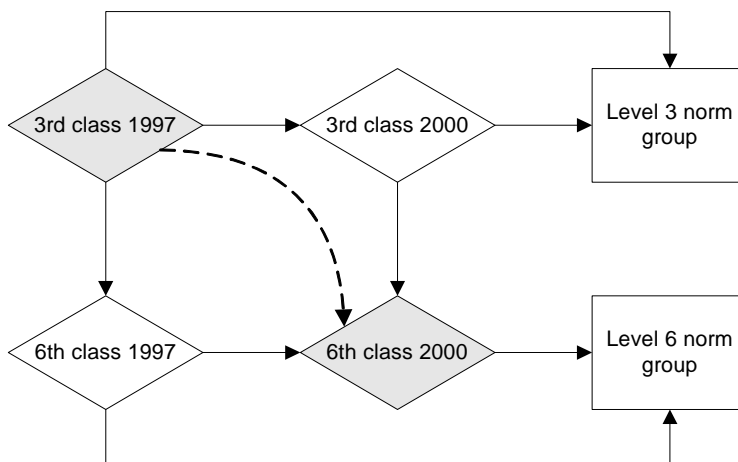 3rd class 1997
3rd class 2000
Level 3 norm
group
6th class 1997
6th class 2000
Level 6 norm
group